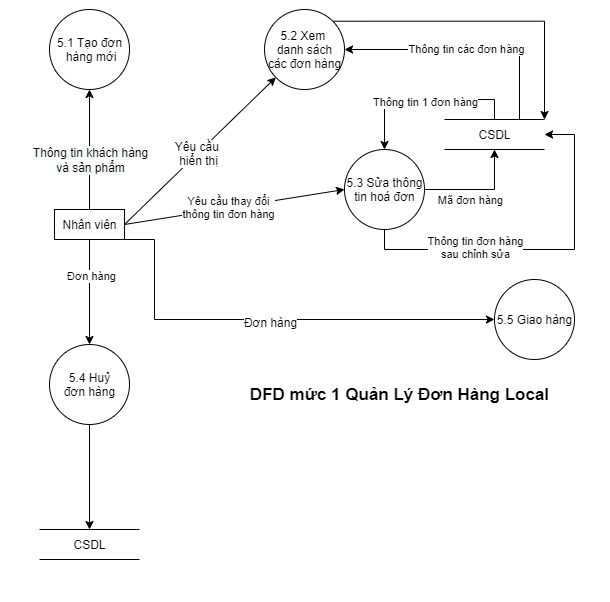 5.1 Tạo đơn
hàng mới
5.2 Xem
danh sách
các đơn hàng
Thông tin các đơn hàng
Thông tin 1 đơn hàng
CSDL
Thông tin khách hàng
và sản phẩm
Yêu cầu
hiển thị
Yêu cầu thay đổi
thông tin đơn hàng
5.3 Sửa thông
tin hoá đơn
Mã đơn hàng
Nhân viên
Thông tin đơn hàng
sau chỉnh sửa
Đơn hàng
Đơn hàng
5.5 Giao hàng
5.4 Huỷ
đơn hàng
DFD mức 1 Quản Lý Đơn Hàng Local
CSDL